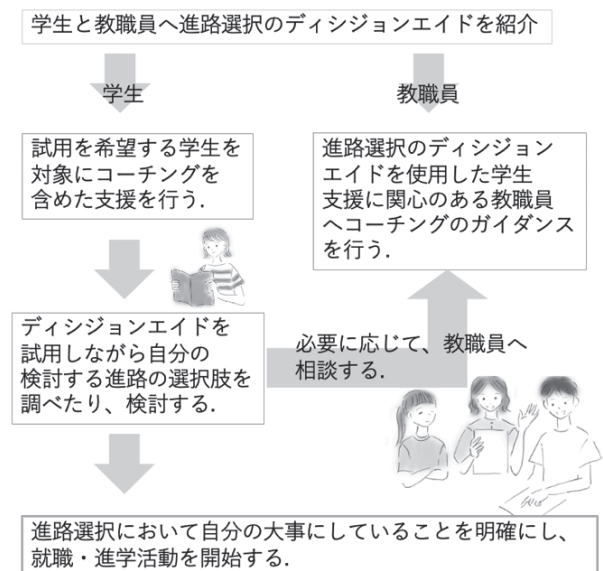 学生と教職員へ進路選択のディシジョンエイドを紹介
学生
教職員
試用を希望する学生を
対象にコーチングを
含めた支援を行う.
進路選択のディシジョン
エイドを使用した学生
支援に関心のある教職員
へコーチングのガイダンス
を行う.
ディシジョンエイドを
試用しながら自分の
検討する進路の選択肢を
調べたり、検討する.
必要に応じて、教職員へ
相談する.
進路選択において自分の大事にしていることを明確にし、
就職・進学活動を開始する.